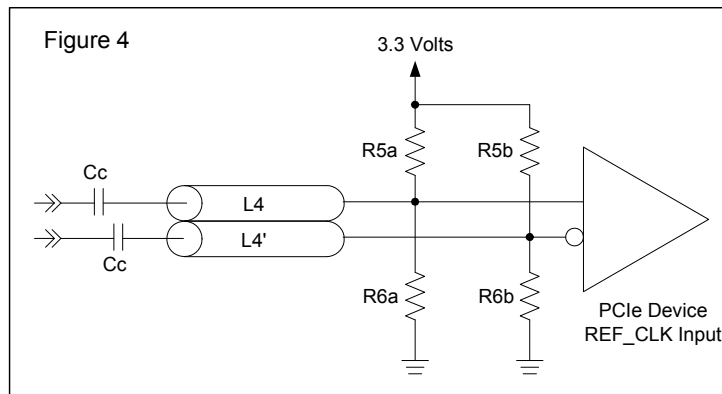 Figure 4
3.3 Volts
R5a
R5b
Cc
L4
L4'
Cc
R6a
R6b
PCIe Device
REF_CLK Input